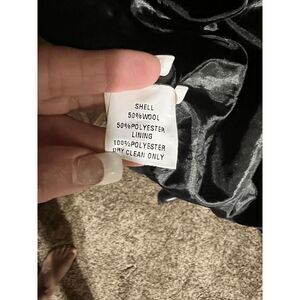 SHELL
50%WOOL
50%POLYESTER
LINING
100%POLYESTER
DRY CLEAN ONLY